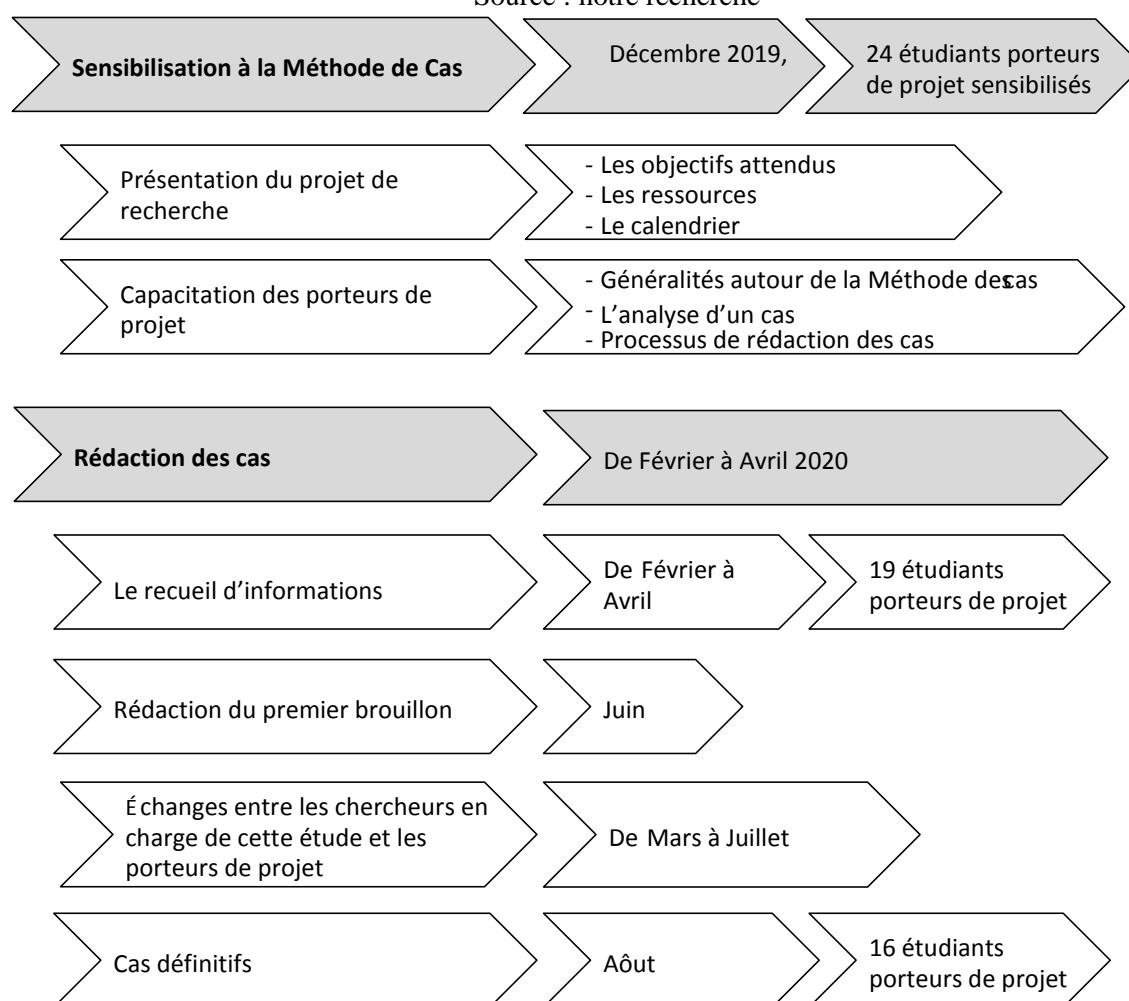 Source : notre recherche
Sensibilisation à la Méthode de Cas
Décembre 2019,
24 étudiants porteurs
de projet sensibilisés
Présentation du projet de
recherche
- Les objectifs attendus
- Les ressources
- Le calendrier
Capacitation des porteurs de
projet
- Généralités autour de la Méthode des cas
- L’analyse d’un cas
- Processus de rédaction des cas
Rédaction des cas
De Février à Avril 2020
Le recueil d’informations
De Février à
Avril
19 étudiants
porteurs de projet
Rédaction du premier brouillon
Juin
Échanges entre les chercheurs en
charge de cette étude et les
porteurs de projet
De Mars à Juillet
Cas définitifs
Aôut
16 étudiants
porteurs de projet